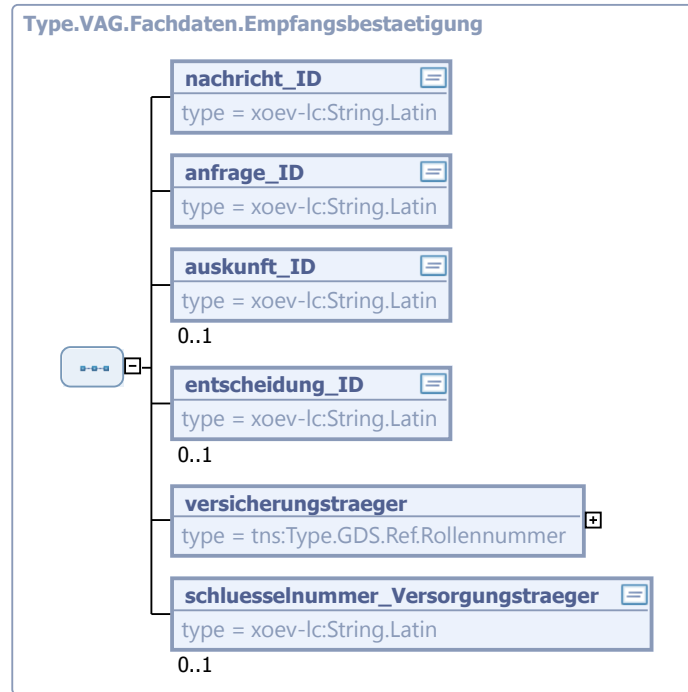 Type.VAG.Fachdaten.Empfangsbestaetigung
nachricht_ID
type = xoev-lc:String.Latin
anfrage_ID
type = xoev-lc:String.Latin
auskunft_ID
type = xoev-lc:String.Latin
0..1
entscheidung_ID
type = xoev-lc:String.Latin
0..1
versicherungstraeger
type = tns:Type.GDS.Ref.Rollennummer
schluesselnummer_Versorgungstraeger
type = xoev-lc:String.Latin
0..1